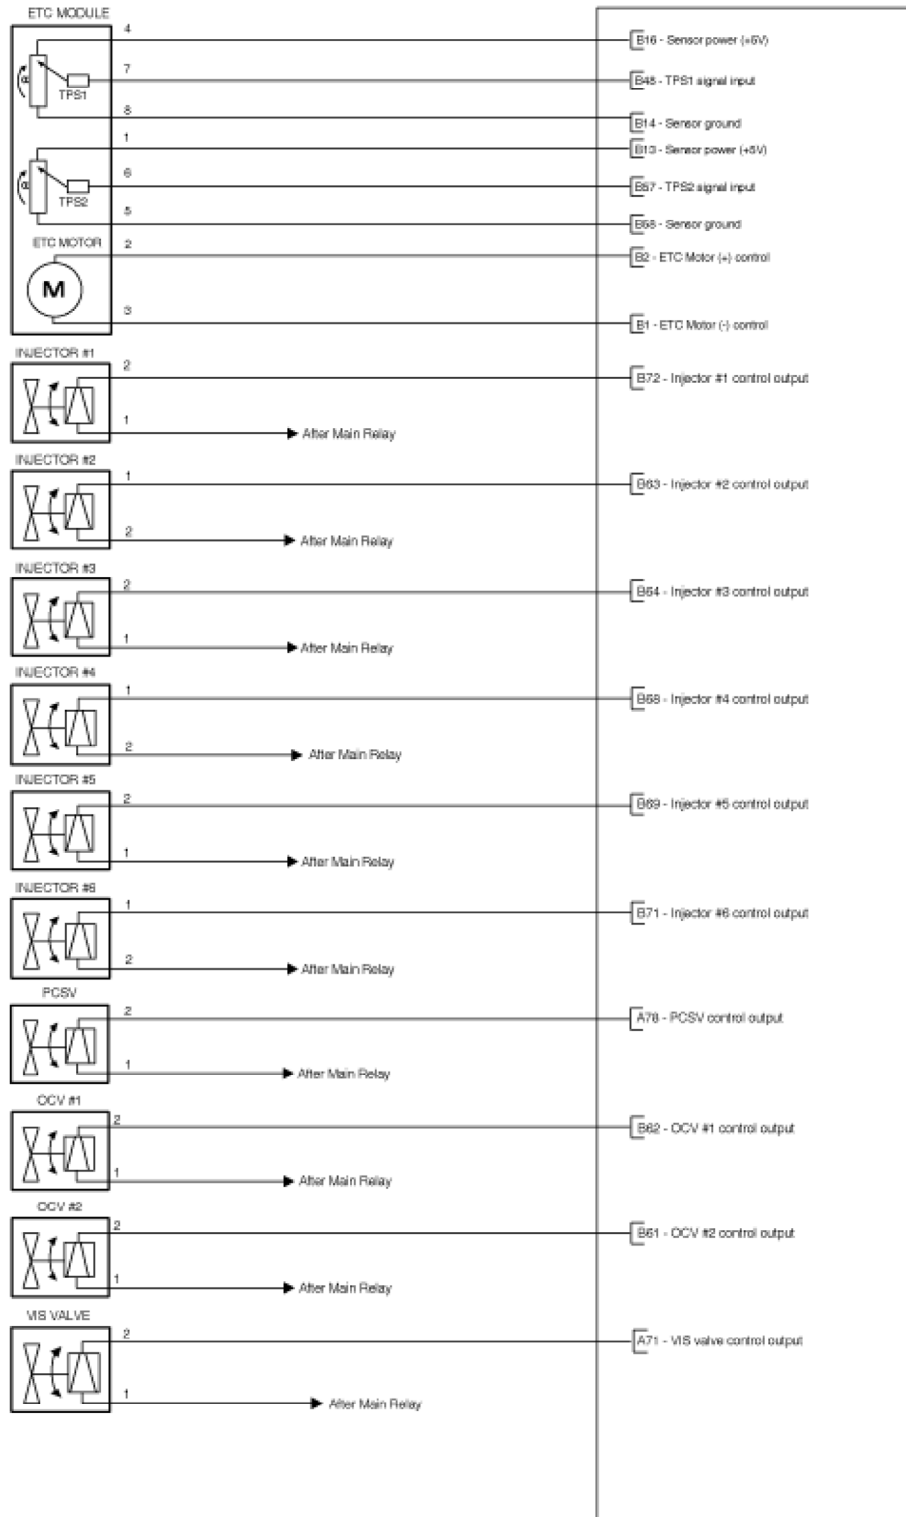 ETC MODULE
4
B16 - Sensor power (+5V)
7
B48 - TPS1 signal input
TPS1
8
B14 - Sensor ground
1
B13 - Sensor power (+5V)
6
B57 - TPS2 signal input
TPS2
5
B58 - Sensor ground
ETC MOTOR
2
B2 - ETC Motor (+) control
M
3
B1 - ETC Motor (-) control
INJECTOR #1
2
B72 - Injector #1 control output
1
After Main Relay
INJECTOR #2
1
B63 - Injector #2 control output
2
After Main Relay
INJECTOR #3
2
B64 - Injector #3 control output
1
After Main Relay
INJECTOR #4
1
B68 - Injector #4 control output
2
After Main Relay
INJECTOR #5
2
B69 - Injector #5 control output
1
After Main Relay
INJECTOR #6
1
B71 - Injector #6 control output
2
After Main Relay
PCSV
2
A78 - PCSV control output
1
After Main Relay
OCV #1
2
B62 - OCV #1 control output
1
After Main Relay
OCV #2
2
B61 - OCV #2 control output
1
After Main Relay
VIS VALVE
2
A71 - VIS valve control output
1
After Main Relay